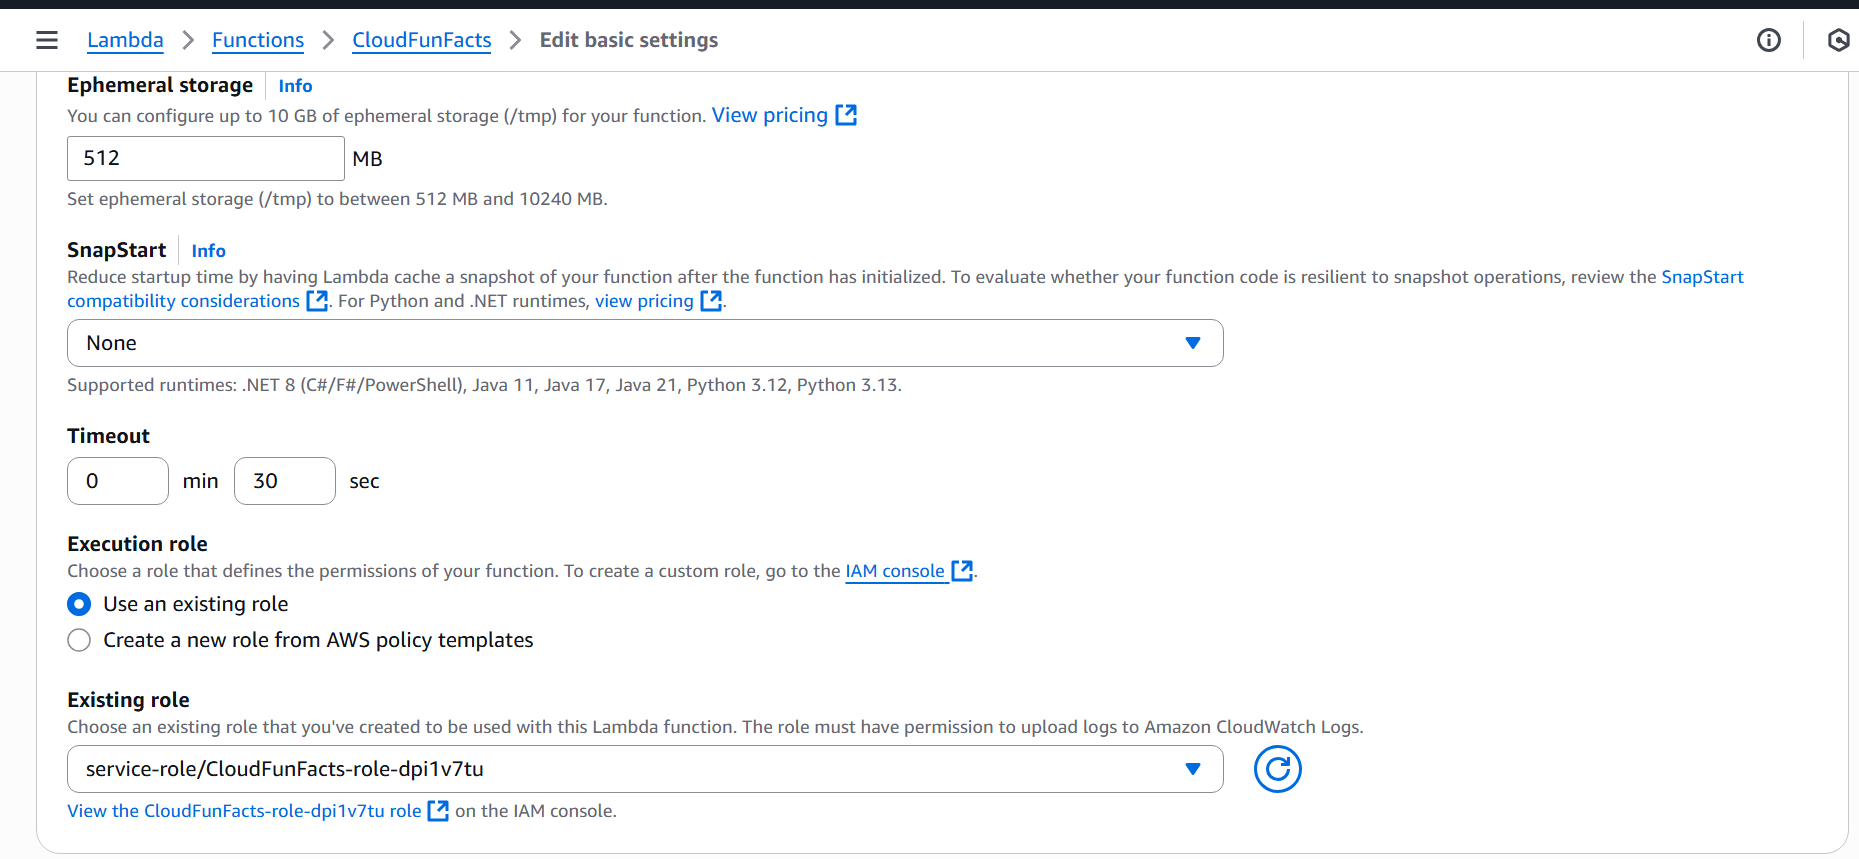 Lambda > Functions > CloudFunFacts > Edit basic settings
Ephemeral storage Info
You can configure up to 10 GB of ephemeral storage (/tmp) for your function. View pricing
512 MB
Set ephemeral storage (/tmp) to between 512 MB and 10240 MB.
SnapStart Info
Reduce startup time by having Lambda cache a snapshot of your function after the function has initialized. To evaluate whether your function code is resilient to snapshot operations, review the SnapStart
compatibility considerations. For Python and .NET runtimes, view pricing.
None
Supported runtimes: .NET 8 (C#/F#/PowerShell), Java 11, Java 17, Java 21, Python 3.12, Python 3.13.
Timeout
0 min 30 sec
Execution role
Choose a role that defines the permissions of your function. To create a custom role, go to the IAM console.
Use an existing role
Create a new role from AWS policy templates
Existing role
Choose an existing role that you've created to be used with this Lambda function. The role must have permission to upload logs to Amazon CloudWatch Logs.
service-role/CloudFunFacts-role-dpi1v7tu
View the CloudFunFacts-role-dpi1v7tu role on the IAM console.